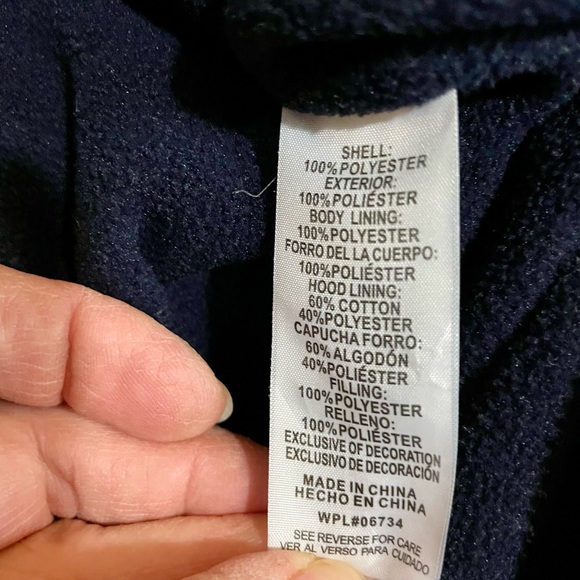 SHELL:
100% POLYESTER
EXTERIOR:
100% POLIÉSTER
BODY LINING:
100% POLYESTER
FORRO DEL LA CUERPO:
100% POLIÉSTER
HOOD LINING:
60% COTTON
40% POLYESTER
CAPUCHA FORRO:
60% ALGODÓN
40% POLIÉSTER
FILLING:
100% POLYESTER
RELLENO:
100% POLIÉSTER
EXCLUSIVE OF DECORATION
EXCLUSIVO DE DECORACIÓN
MADE IN CHINA
HECHO EN CHINA
WPL#06734
SEE REVERSE FOR CARE
VER AL VERSO PARA CUIDADO